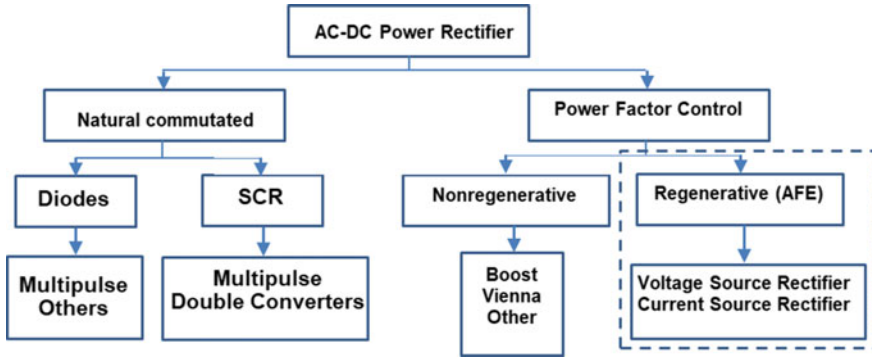 AC-DC Power Rectifier
Natural commutated
Power Factor Control
Diodes
SCR
Nonregenerative
Regenerative (AFE)
Multipulse
Others
Multipulse
Double Converters
Boost
Vienna
Other
Voltage Source Rectifier
Current Source Rectifier